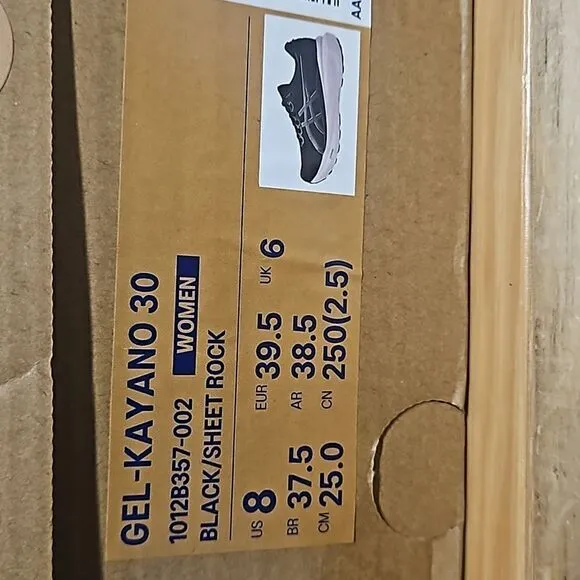 GEL-KAYANO 30
1012B357-002 WOMEN
BLACK/SHEET ROCK
US 8 EUR 39.5 UK 6
BR 37.5 AR 38.5
CM 25.0 CN 250(2.5)
AA